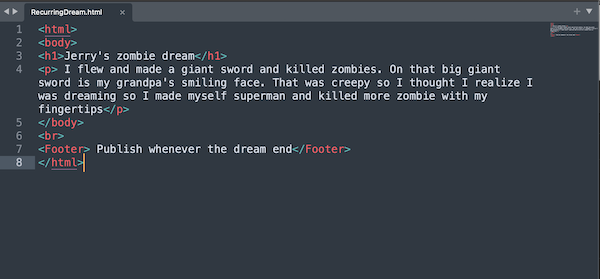 RecurringDream.html
1 <html>
2 <body>
3 <h1>Jerry's zombie dream</h1>
4 <p> I flew and made a giant sword and killed zombies. On that big giant
sword is my grandpa's smiling face. That was creepy so I thought I realize I
was dreaming so I made myself superman and killed more zombie with my
fingertips</p>
5 </body>
6 <br>
7 <Footer> Publish whenever the dream end</Footer>
8 </html>